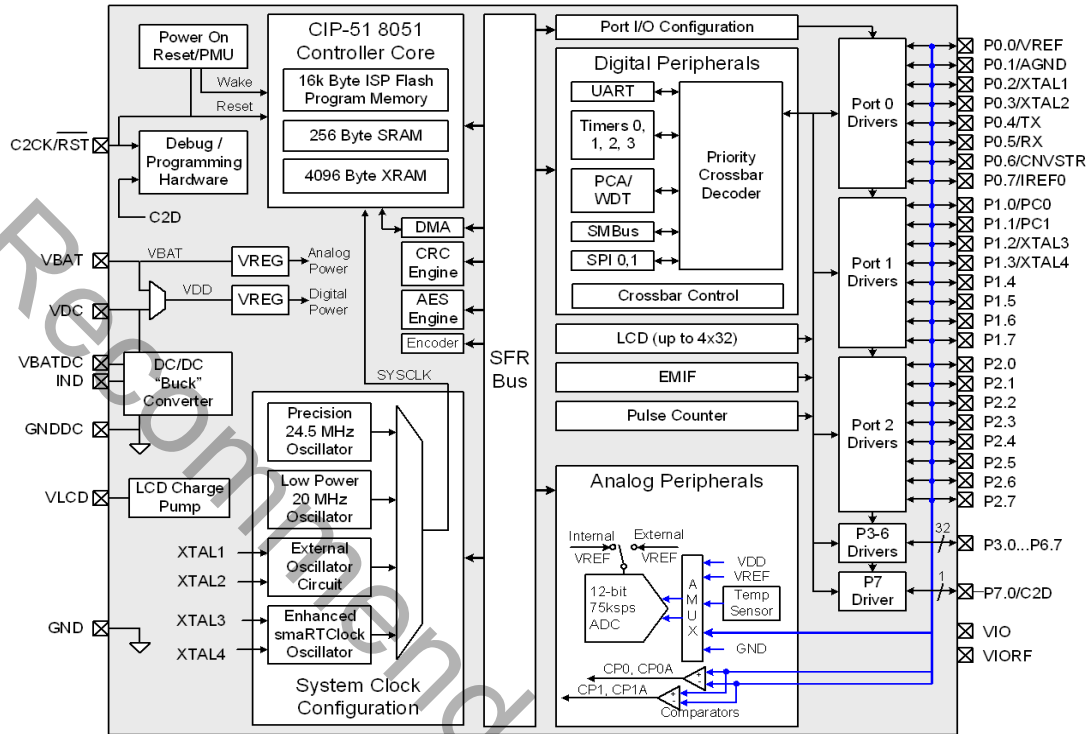 Power On
Reset/PMU
Wake
Reset
C2CK/RST
Debug /
Programming
Hardware
C2D
VBAT
VBAT
VREG
Analog
Power
VDD
VREG
Digital
Power
VDC
VBATDC
IND
DC/DC
“Buck”
Converter
GNDDC
VLCD
LCD Charge
Pump
XTAL1
XTAL2
XTAL3
XTAL4
GND
CIP-51 8051
Controller Core
16k Byte ISP Flash
Program Memory
256 Byte SRAM
4096 Byte XRAM
DMA
CRC
Engine
AES
Engine
Encoder
SYSCLK
Precision
24.5 MHz
Oscillator
Low Power
20 MHz
Oscillator
External
Oscillator
Circuit
Enhanced
smaRTClock
Oscillator
System Clock
Configuration
SFR
Bus
Port I/O Configuration
Digital Peripherals
UART
Timers 0,
1, 2, 3
PCA/
WDT
SMBus
SPI 0,1
Priority
Crossbar
Decoder
Crossbar Control
LCD (up to 4x32)
EMIF
Pulse Counter
Analog Peripherals
Internal
VREF
External
VREF
12-bit
75ksps
ADC
A
M
U
X
VDD
VREF
Temp
Sensor
GND
CP0, CP0A
CP1, CP1A
+
-
+
-
Comparators
Port 0
Drivers
Port 1
Drivers
Port 2
Drivers
P3-6
Drivers
P7
Driver
32
1
P0.0/VREF
P0.1/AGND
P0.2/XTAL1
P0.3/XTAL2
P0.4/TX
P0.5/RX
P0.6/CNVSTR
P0.7/IREF0
P1.0/PC0
P1.1/PC1
P1.2/XTAL3
P1.3/XTAL4
P1.4
P1.5
P1.6
P1.7
P2.0
P2.1
P2.2
P2.3
P2.4
P2.5
P2.6
P2.7
P3.0...P6.7
P7.0/C2D
VIO
VIORF
Recommend